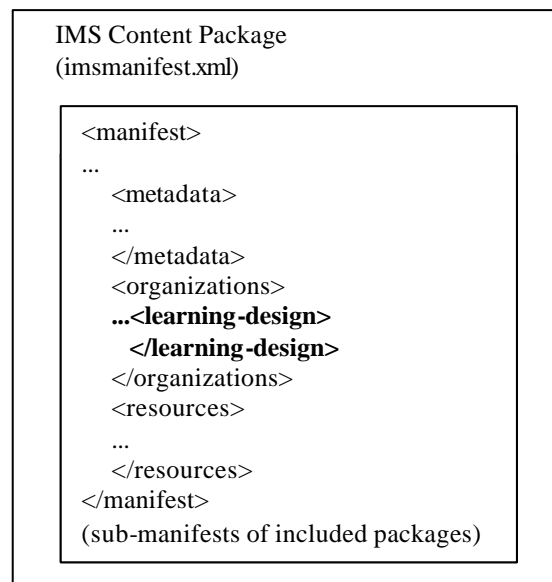 IMS Content Package
(imsmanifest.xml)
<manifest>
...
<metadata>
...
</metadata>
<organizations>
...<learning-design>
</learning-design>
</organizations>
<resources>
...
</resources>
</manifest>
(sub-manifests of included packages)